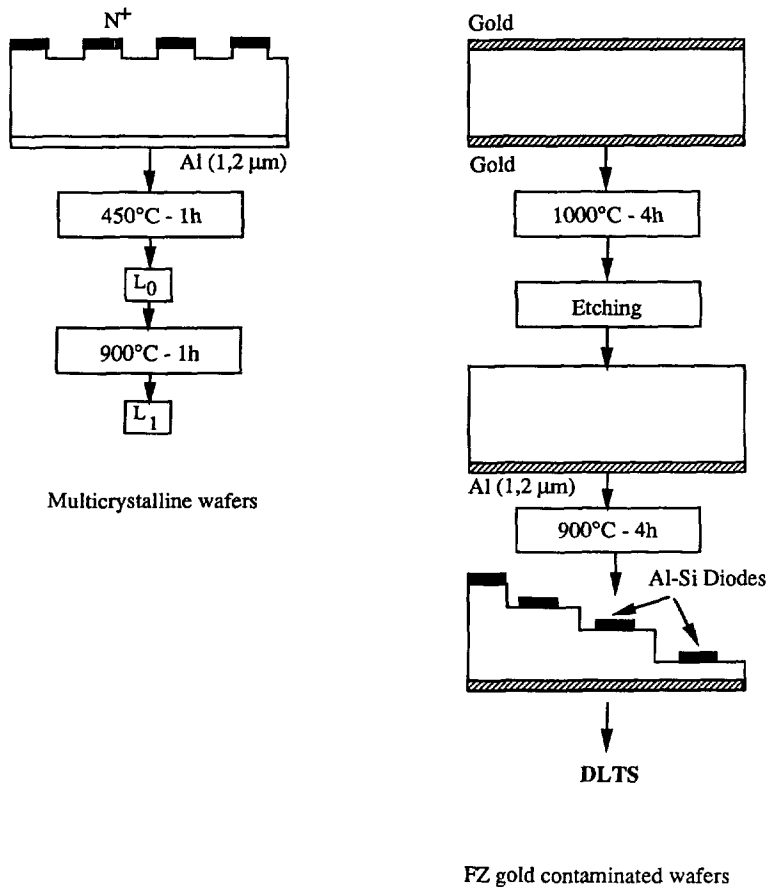 N+
Al (1,2 µm)
450°C - 1h
L0
900°C - 1h
L1
Multicrystalline wafers
Gold
Gold
1000°C - 4h
Etching
Al (1,2 µm)
900°C - 4h
Al-Si Diodes
DLTS
FZ gold contaminated wafers